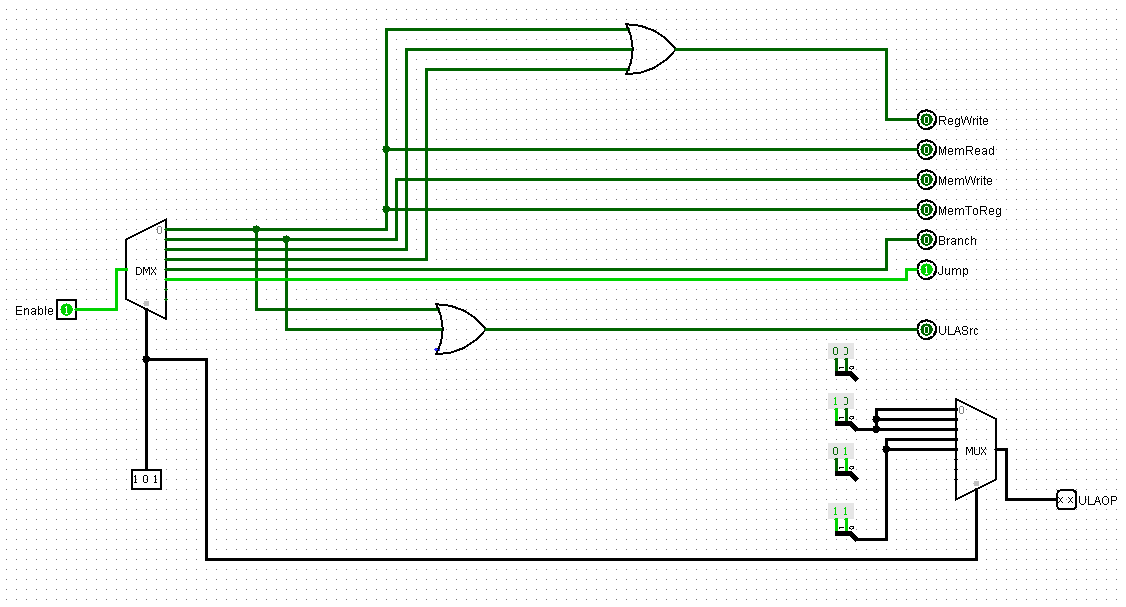 RegWrite
MemRead
MemWrite
MemToReg
Branch
Jump
0
DMX
Enable 1
ULASrc
0 0
1 0
0
MUX
0 1
1 0 1
x x ULAOP
1 1